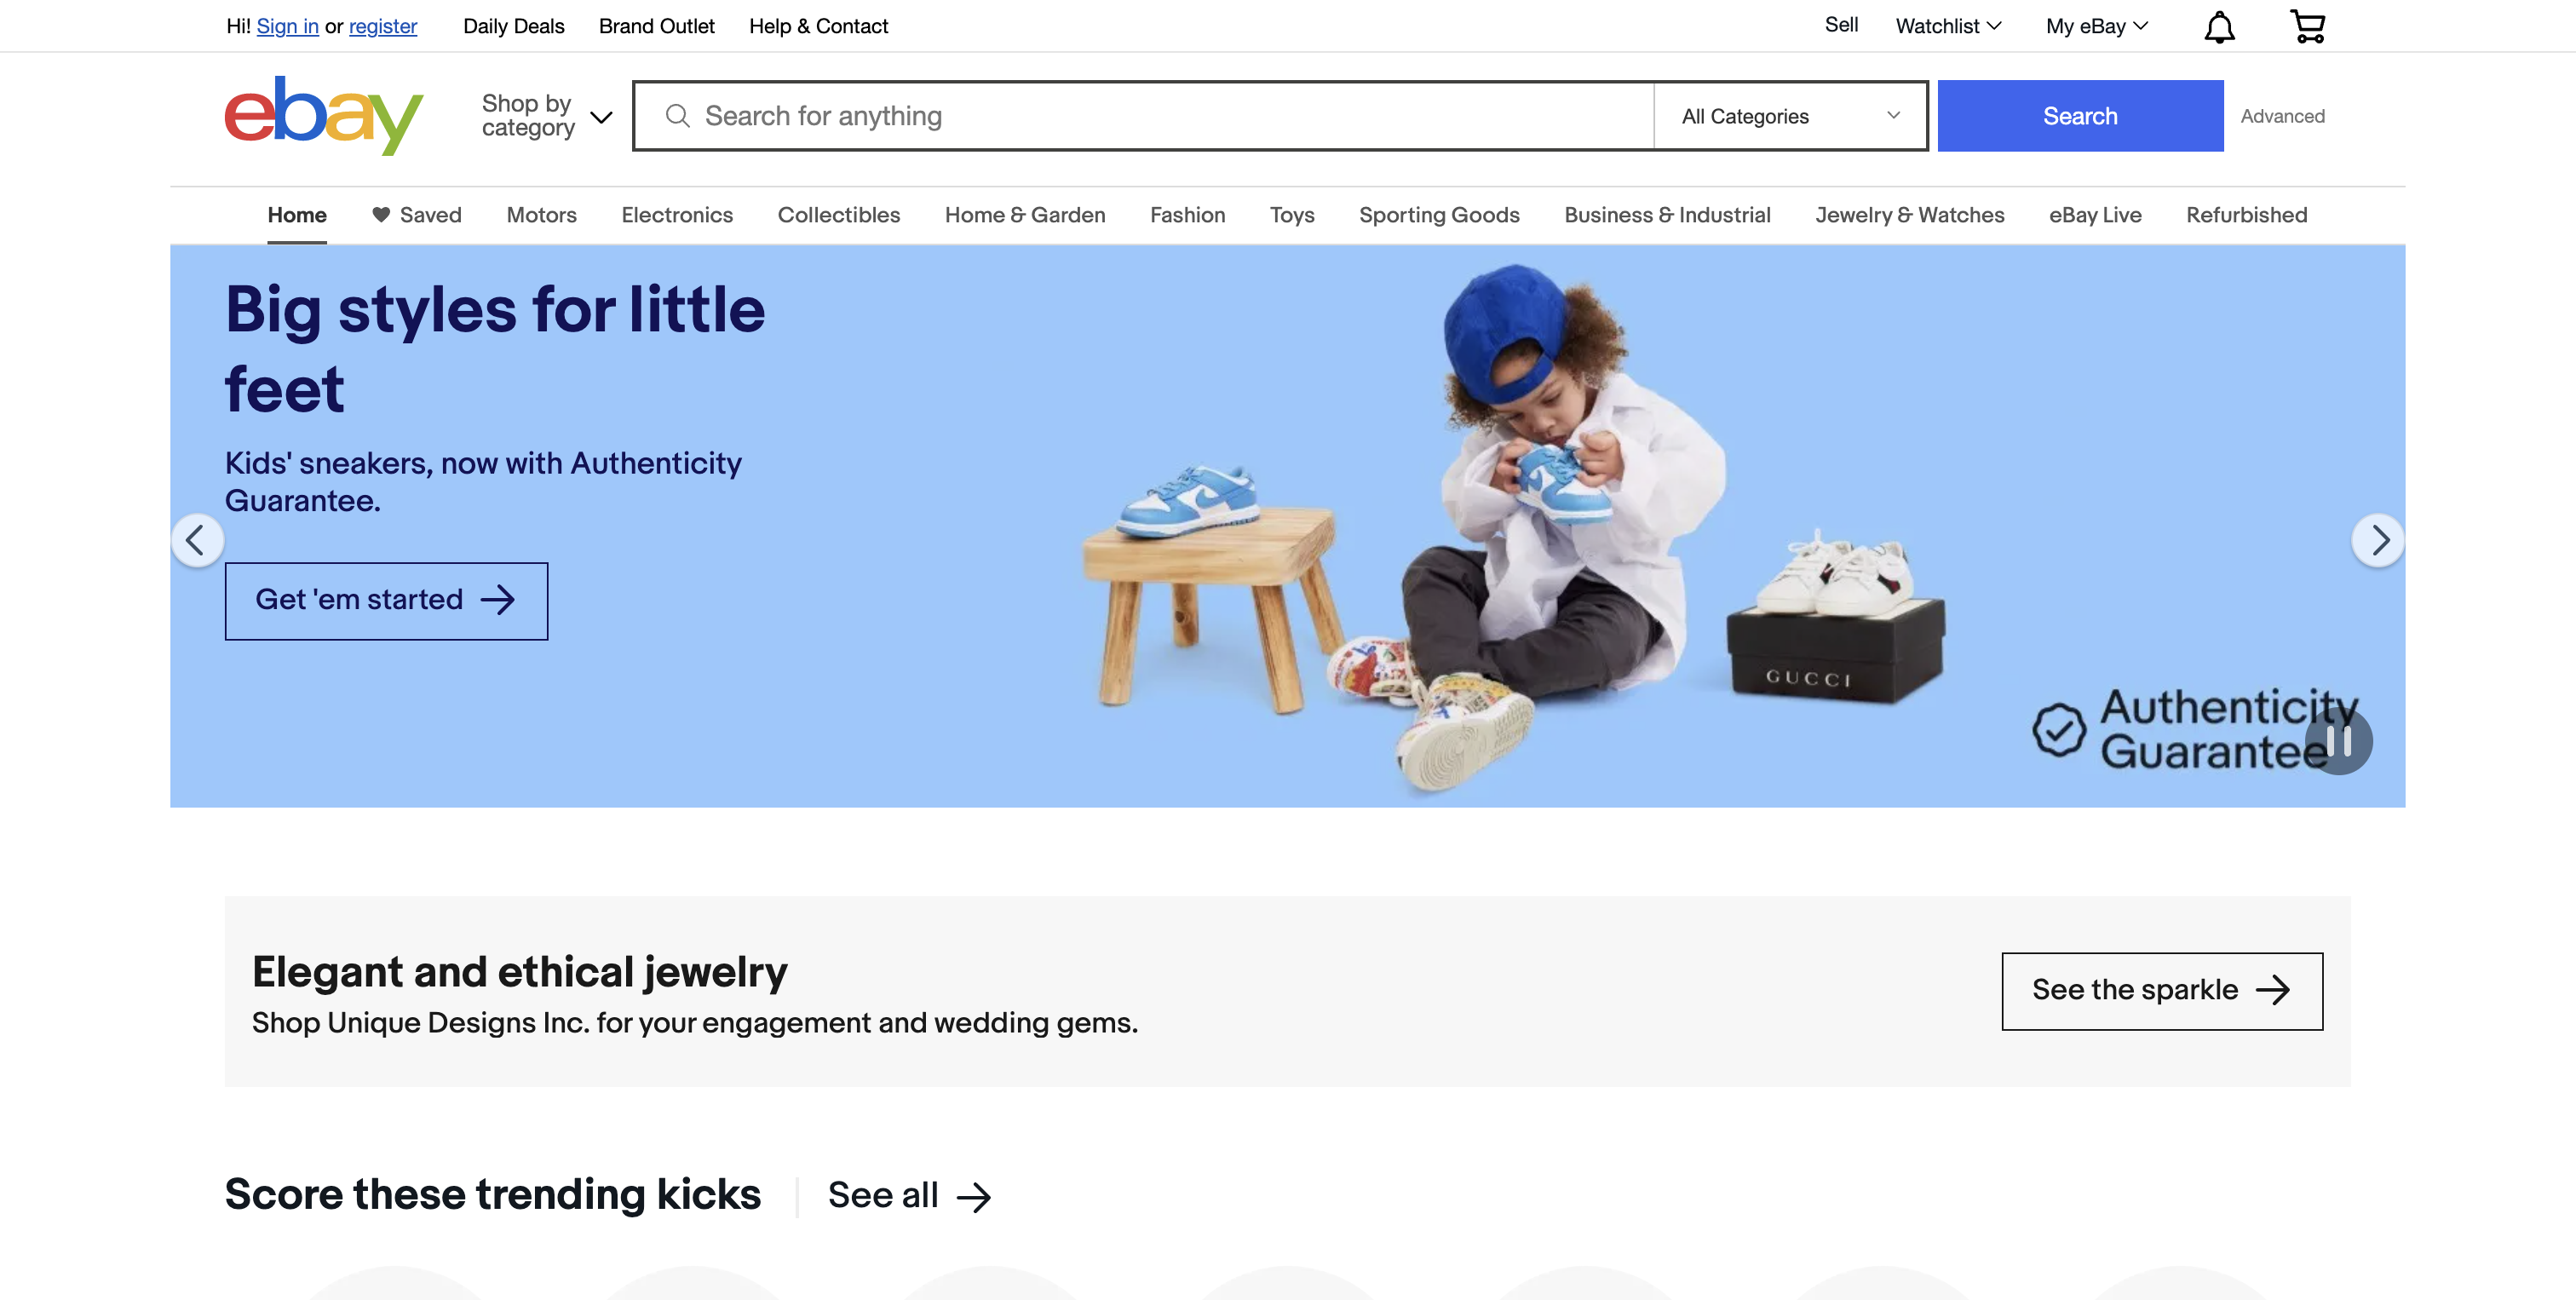 Hi! Sign in or register
Daily Deals
Brand Outlet
Help & Contact
Sell
Watchlist
My eBay
ebay
Shop by
category
Search for anything
All Categories
Search
Advanced
Home
Saved
Motors
Electronics
Collectibles
Home & Garden
Fashion
Toys
Sporting Goods
Business & Industrial
Jewelry & Watches
eBay Live
Refurbished
Big styles for little
feet
Kids' sneakers, now with Authenticity
Guarantee.
Get 'em started
GUCCI
Authenticity
Guarantee
Elegant and ethical jewelry
Shop Unique Designs Inc. for your engagement and wedding gems.
See the sparkle
Score these trending kicks
See all